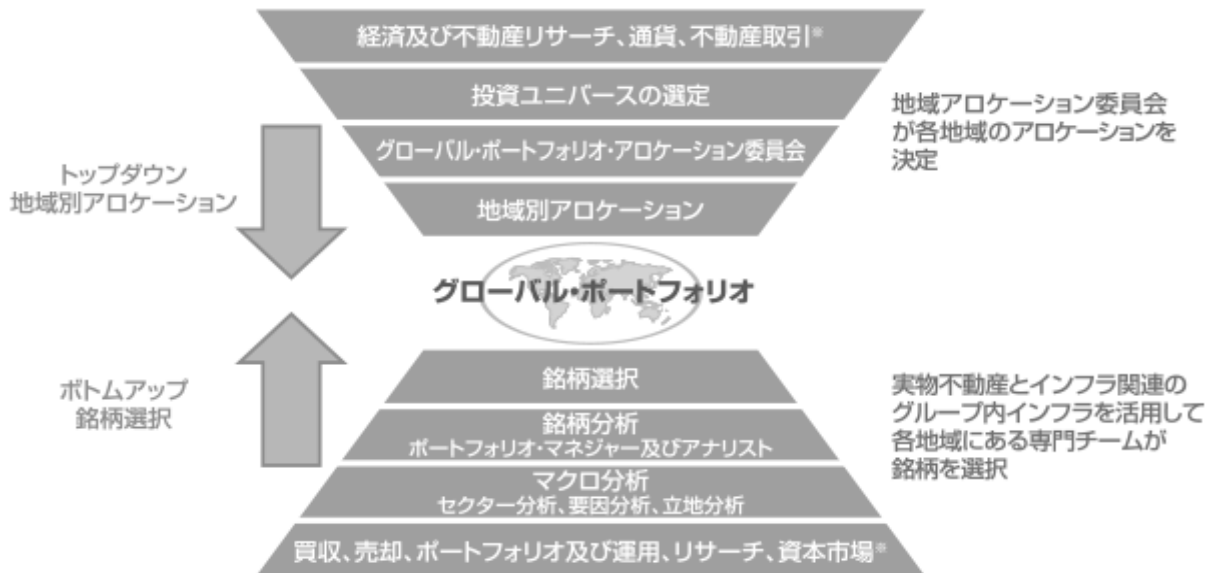 経済及び不動産リサーチ、通貨、不動産取引※
投資ユニバースの選定
グローバル・ポートフォリオ・アロケーション委員会
地域別アロケーション
トップダウン
地域別アロケーション
地域アロケーション委員会
が各地域のアロケーションを
決定
グローバル・ポートフォリオ
銘柄選択
銘柄分析
ポートフォリオ・マネジャー及びアナリスト
マクロ分析
セクター分析、要因分析、立地分析
買収、売却、ポートフォリオ及び運用、リサーチ、資本市場※
ボトムアップ
銘柄選択
実物不動産とインフラ関連の
グループ内インフラを活用して
各地域にある専門チームが
銘柄を選択